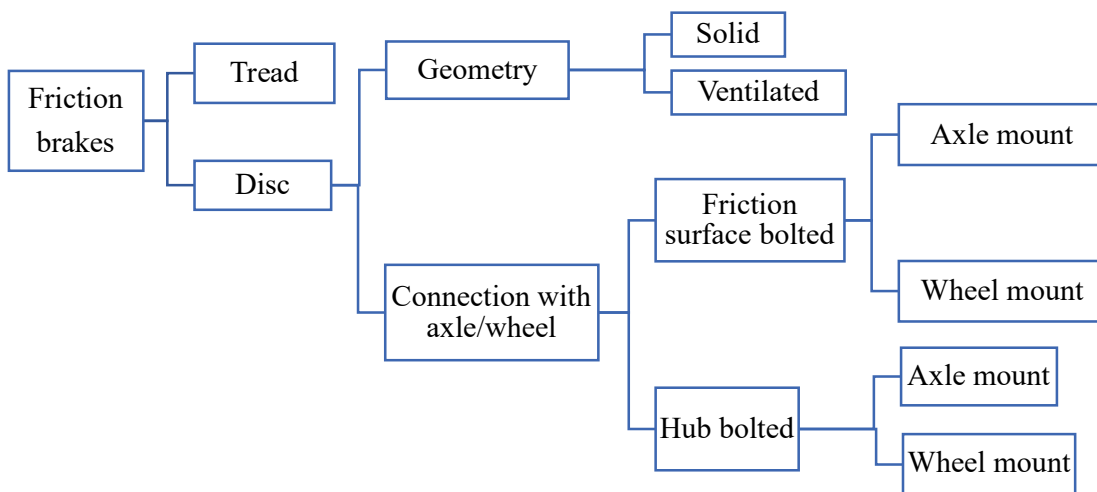 Friction
brakes
Tread
Disc
Geometry
Solid
Ventilated
Connection with
axle/wheel
Friction
surface bolted
Axle mount
Wheel mount
Hub bolted
Axle mount
Wheel mount